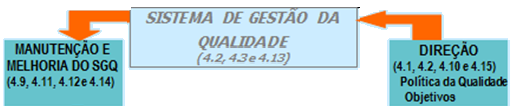 SISTEMA DE GESTÃO DA
QUALIDADE
(4.2, 4.3 e 4.13)
MANUTENÇÃO E
MELHORIA DO SGQ
(4.9, 4.11, 4.12 e 4.14)
DIREÇÃO
(4.1, 4.2, 4.10 e 4.15)
Política da Qualidade
Objetivos